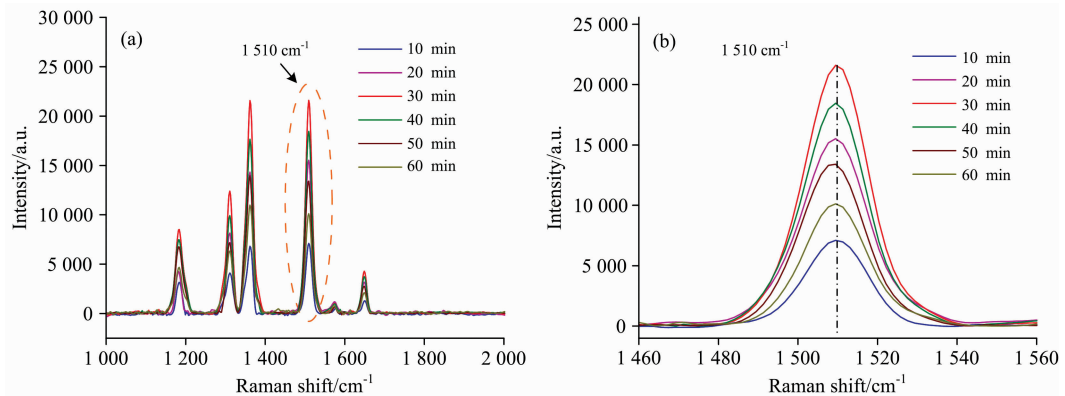 (a)
1 510 cm⁻¹
10 min
20 min
30 min
40 min
50 min
60 min
30 000
25 000
20 000
15 000
10 000
5 000
0
Intensity/a.u.
1 000
1 200
1 400
1 600
1 800
2 000
Raman shift/cm⁻¹
(b)
1 510 cm⁻¹
10 min
20 min
30 min
40 min
50 min
60 min
25 000
20 000
15 000
10 000
5 000
0
Intensity/a.u.
1 460
1 480
1 500
1 520
1 540
1 560
Raman shift/cm⁻¹